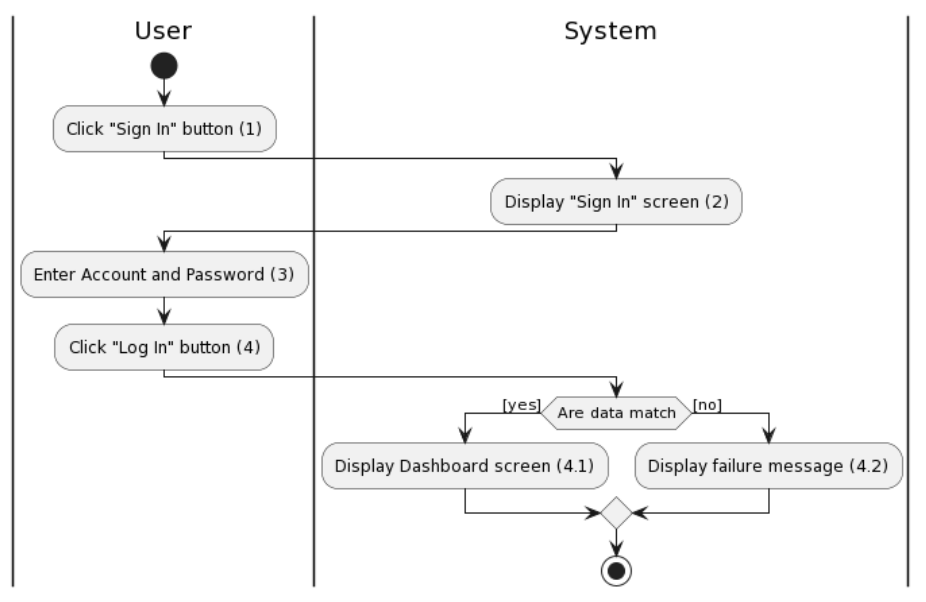 User
System
Click "Sign In" button (1)
Display "Sign In" screen (2)
Enter Account and Password (3)
Click "Log In" button (4)
[yes]
Are data match
[no]
Display Dashboard screen (4.1)
Display failure message (4.2)